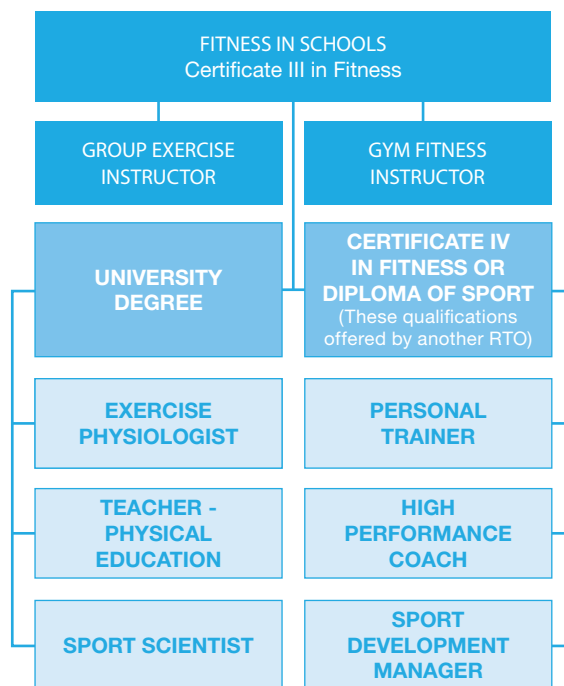 FITNESS IN SCHOOLS
Certificate III in Fitness
GROUP EXERCISE
INSTRUCTOR
GYM FITNESS
INSTRUCTOR
UNIVERSITY
DEGREE
CERTIFICATE IV
IN FITNESS OR
DIPLOMA OF SPORT
(These qualifications
offered by another RTO)
EXERCISE
PHYSIOLOGIST
PERSONAL
TRAINER
TEACHER -
PHYSICAL
EDUCATION
HIGH
PERFORMANCE
COACH
SPORT SCIENTIST
SPORT
DEVELOPMENT
MANAGER